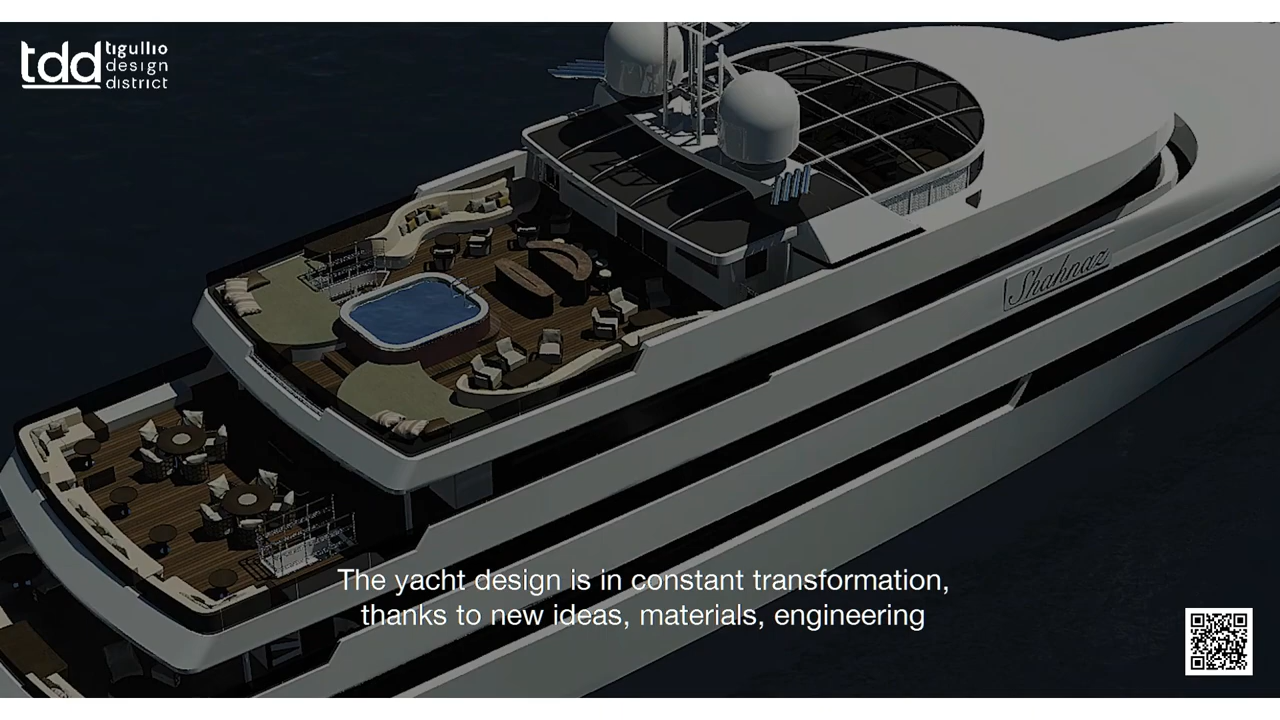 tdd
tigullio
design
district
Shahnaz
The yacht design is in constant transformation,
thanks to new ideas, materials, engineering